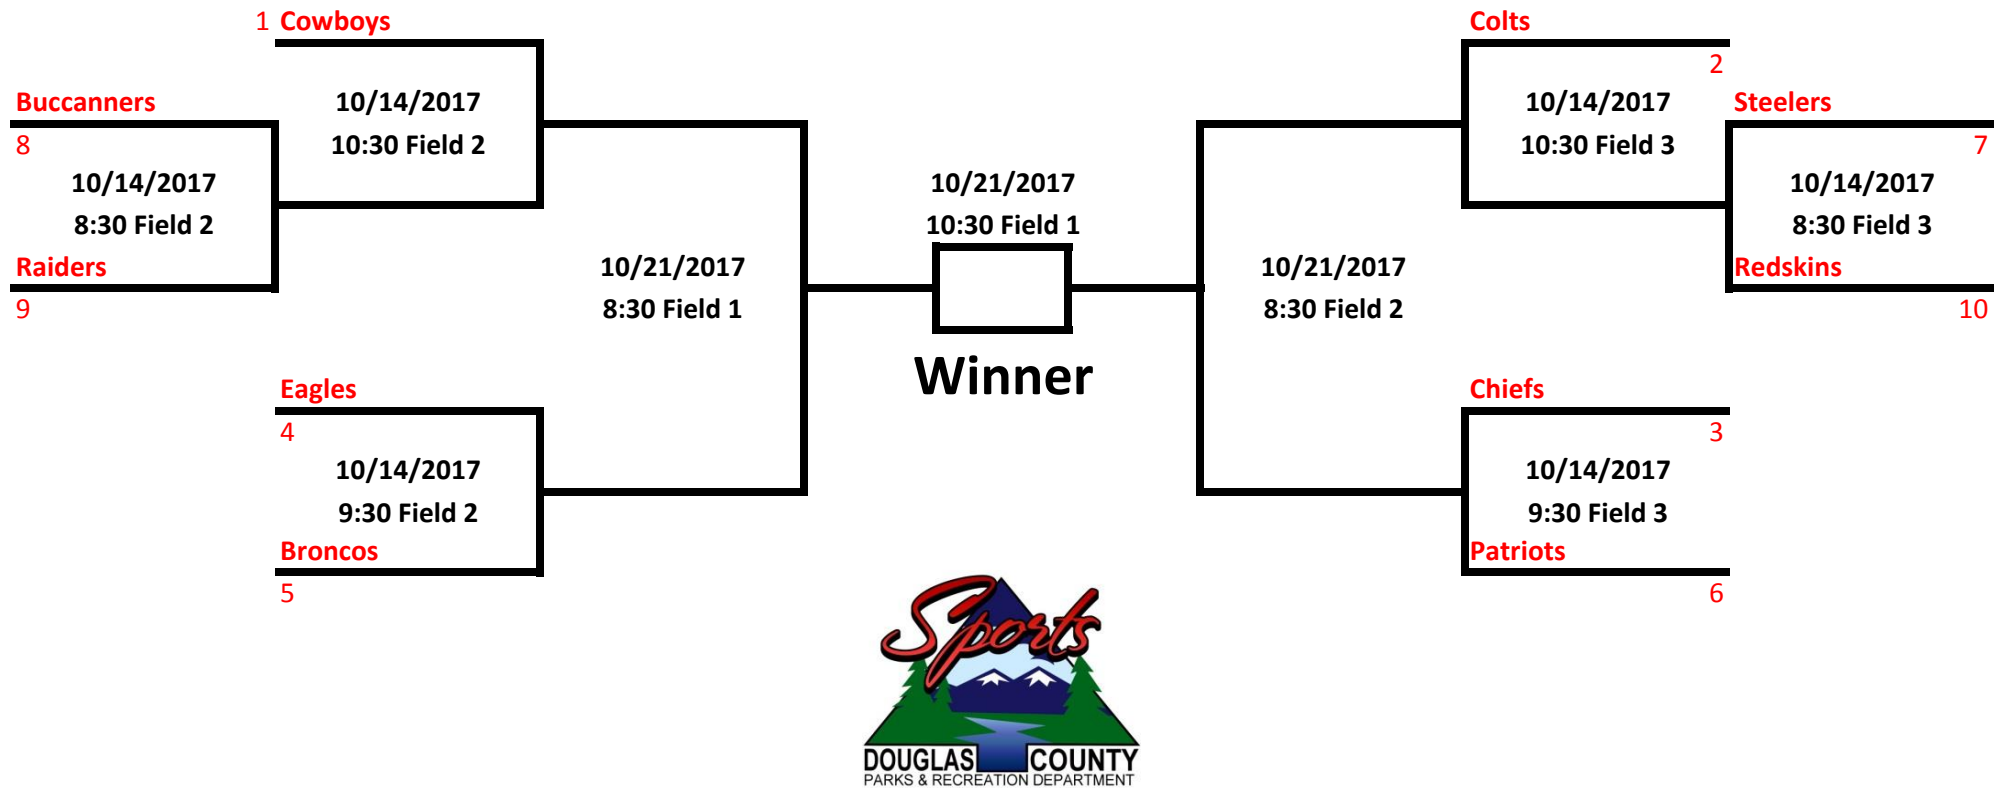 1 Cowboys
Colts
2
Buccanners
8
10/14/2017
10:30 Field 2
10/14/2017
10:30 Field 3
Steelers
7
10/14/2017
8:30 Field 2
10/21/2017
10:30 Field 1
10/14/2017
8:30 Field 3
Raiders
9
10/21/2017
8:30 Field 1
10/21/2017
8:30 Field 2
Redskins
10
Winner
Eagles
4
Chiefs
3
10/14/2017
9:30 Field 2
10/14/2017
9:30 Field 3
Broncos
5
Patriots
6
Sports
DOUGLAS COUNTY
PARKS & RECREATION DEPARTMENT